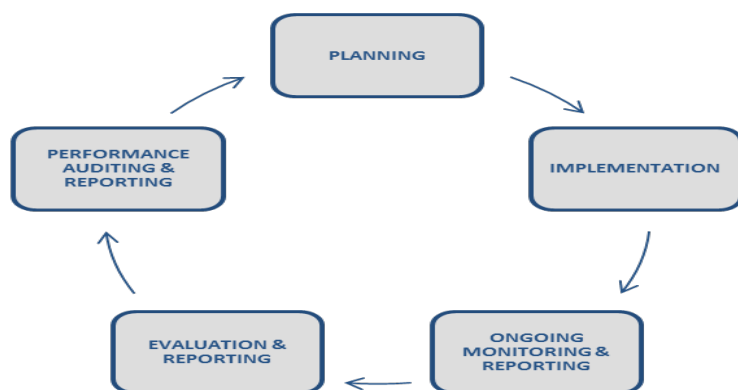 PLANNING
IMPLEMENTATION
ONGOING
MONITORING &
REPORTING
EVALUATION &
REPORTING
PERFORMANCE
AUDITING &
REPORTING